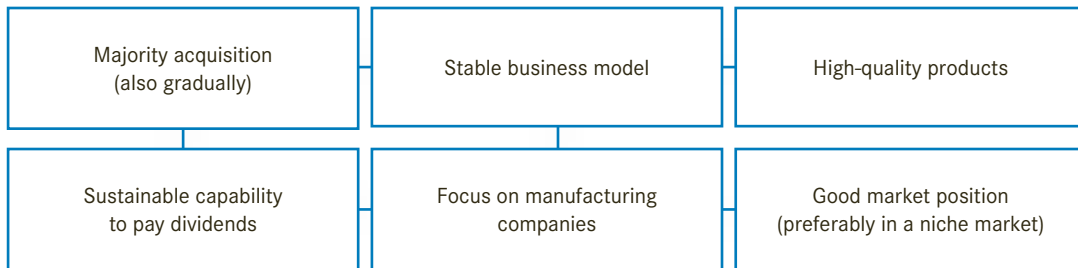 Majority acquisition
(also gradually)
Stable business model
High-quality products
Sustainable capability
to pay dividends
Focus on manufacturing
companies
Good market position
(preferably in a niche market)